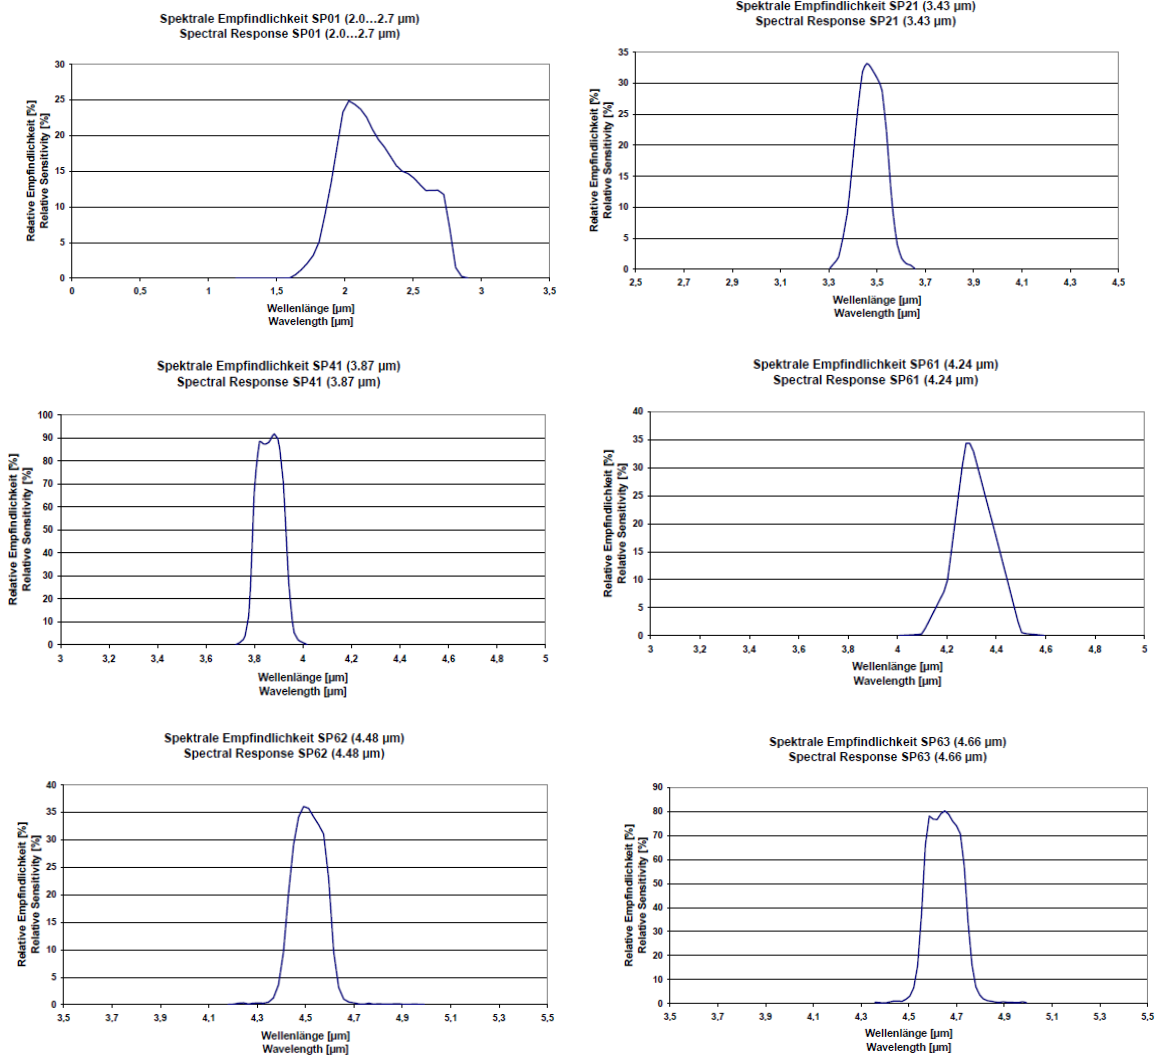 Spektrale Empfindlichkeit SP01 (2.0...2.7 µm)
Spectral Response SP01 (2.0...2.7 µm)
Relative Empfindlichkeit [%]
Relative Sensitivity [%]
30
25
20
15
10
5
0
0 0,5 1 1,5 2 2,5 3 3,5
Wellenlänge [µm]
Wavelength [µm]
Spektrale Empfindlichkeit SP21 (3.43 µm)
Spectral Response SP21 (3.43 µm)
Relative Empfindlichkeit [%]
Relative Sensitivity [%]
35
30
25
20
15
10
5
0
2,5 2,7 2,9 3,1 3,3 3,5 3,7 3,9 4,1 4,3 4,5
Wellenlänge [µm]
Wavelength [µm]
Spektrale Empfindlichkeit SP41 (3.87 µm)
Spectral Response SP41 (3.87 µm)
Relative Empfindlichkeit [%]
Relative Sensitivity [%]
100
90
80
70
60
50
40
30
20
10
0
3 3,2 3,4 3,6 3,8 4 4,2 4,4 4,6 4,8 5
Wellenlänge [µm]
Wavelength [µm]
Spektrale Empfindlichkeit SP61 (4.24 µm)
Spectral Response SP61 (4.24 µm)
Relative Empfindlichkeit [%]
Relative Sensitivity [%]
40
35
30
25
20
15
10
5
0
3 3,2 3,4 3,6 3,8 4 4,2 4,4 4,6 4,8 5
Wellenlänge [µm]
Wavelength [µm]
Spektrale Empfindlichkeit SP62 (4.48 µm)
Spectral Response SP62 (4.48 µm)
Relative Empfindlichkeit [%]
Relative Sensitivity [%]
40
35
30
25
20
15
10
5
0
3,5 3,7 3,9 4,1 4,3 4,5 4,7 4,9 5,1 5,3 5,5
Wellenlänge [µm]
Wavelength [µm]
Spektrale Empfindlichkeit SP63 (4.66 µm)
Spectral Response SP63 (4.66 µm)
Relative Empfindlichkeit [%]
Relative Sensitivity [%]
90
80
70
60
50
40
30
20
10
0
3,5 3,7 3,9 4,1 4,3 4,5 4,7 4,9 5,1 5,3 5,5
Wellenlänge [µm]
Wavelength [µm]